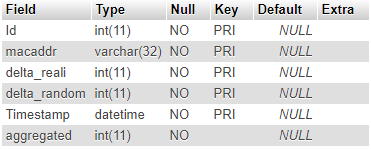 Field Type Null Key Default Extra
Id int(11) NO PRI NULL
macaddr varchar(32) NO PRI NULL
delta_reali int(11) NO PRI NULL
delta_random int(11) NO PRI NULL
Timestamp datetime NO PRI NULL
aggregated int(11) NO NULL